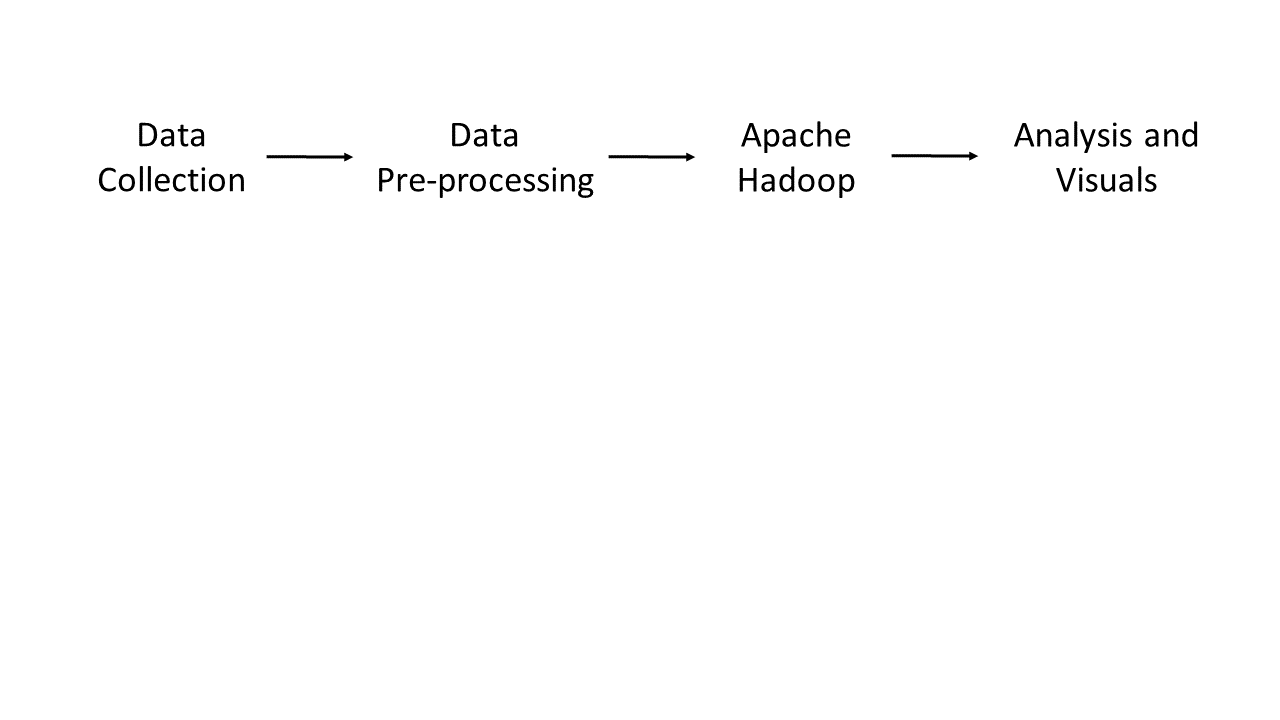 Data
Collection
Data
Pre-processing
Apache
Hadoop
Analysis and
Visuals